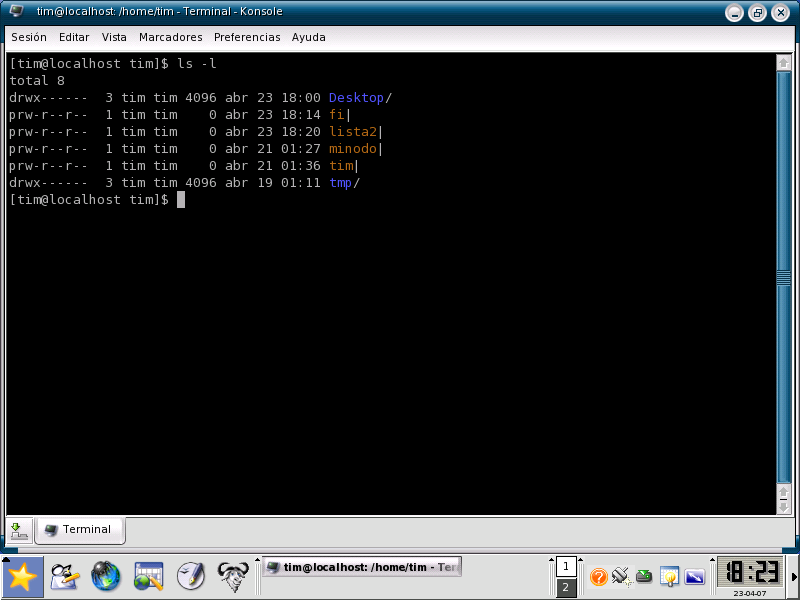 tim@localhost: /home/tim - Terminal - Konsole
Sesión Editar Vista Marcadores Preferencias Ayuda
[tim@localhost tim]$ ls -l
total 8
drwx------  3 tim tim 4096 abr 23 18:00 Desktop/
prw-r--r--  1 tim tim    0 abr 23 18:14 fi|
prw-r--r--  1 tim tim    0 abr 23 18:20 lista2|
prw-r--r--  1 tim tim    0 abr 21 01:27 minodo|
prw-r--r--  1 tim tim    0 abr 21 01:36 tim|
drwx------  3 tim tim 4096 abr 19 01:11 tmp/
[tim@localhost tim]$
Terminal
tim@localhost: /home/tim - Ter
1
2
18:23
23-04-07